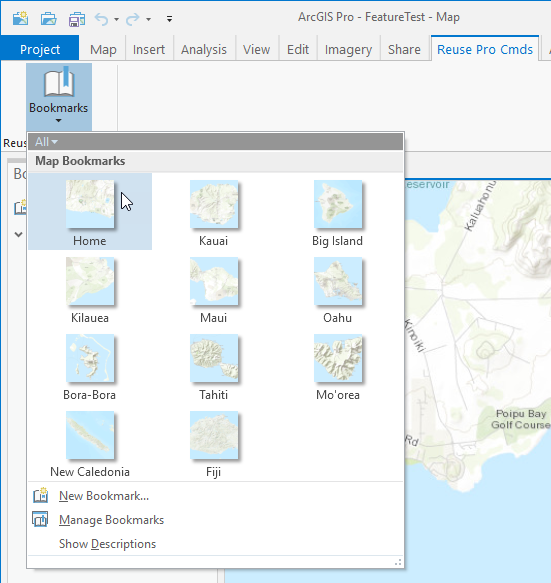 ArcGIS Pro - FeatureTest - Map
Project Map Insert Analysis View Edit Imagery Share Reuse Pro Cmds
Bookmarks
Reus
All
Map Bookmarks
Bo
Home Kauai Big Island
Kilauea Maui Oahu
Bora-Bora Tahiti Mo'orea
New Caledonia Fiji
New Bookmark...
Manage Bookmarks
Show Descriptions
Reservoir
Kaluahonu
Kinoiki
Poipu Bay
Golf Course
Rd